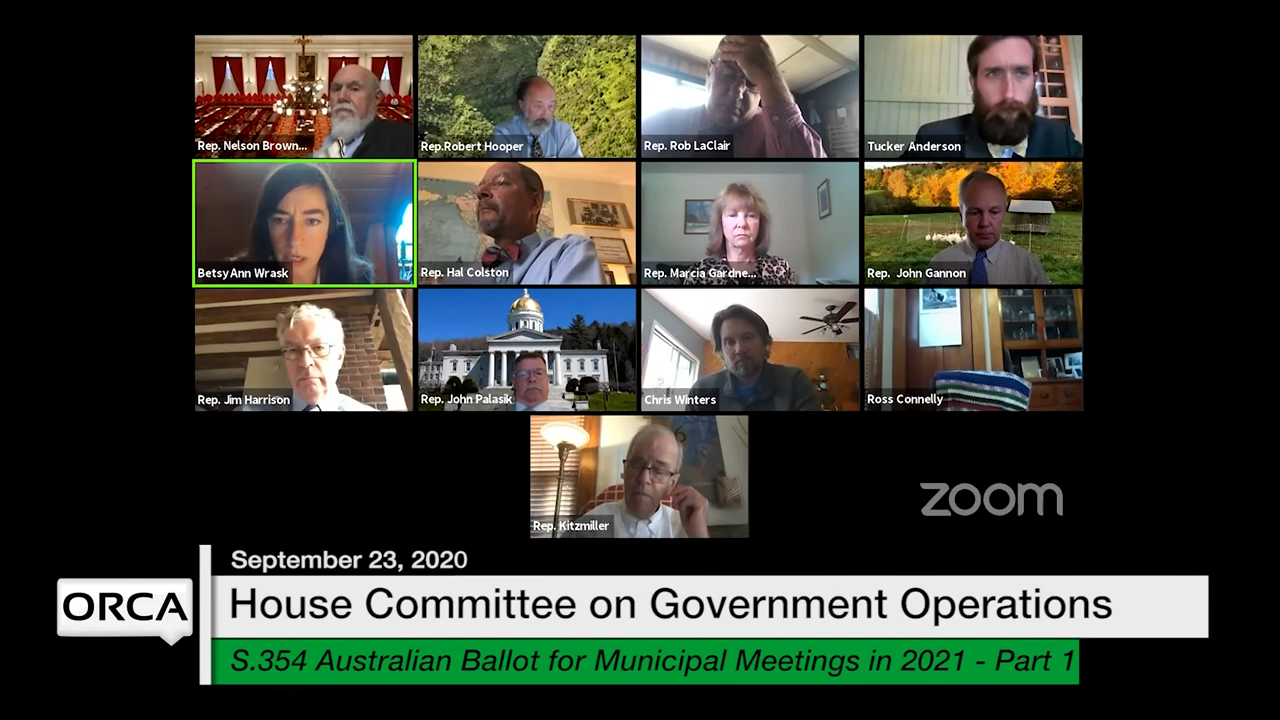 Rep. Nelson Brown...
Rep.Robert Hooper
Rep. Rob LaClair
Tucker Anderson
Betsy Ann Wrask
Rep. Hal Colston
Rep. Marcia Gardne...
Rep. John Gannon
Rep. Jim Harrison
Rep. John Palasik
Chris Winters
Ross Connelly
Rep. Kitzmiller
zoom
September 23, 2020
ORCA
House Committee on Government Operations
S.354 Australian Ballot for Municipal Meetings in 2021 - Part 1